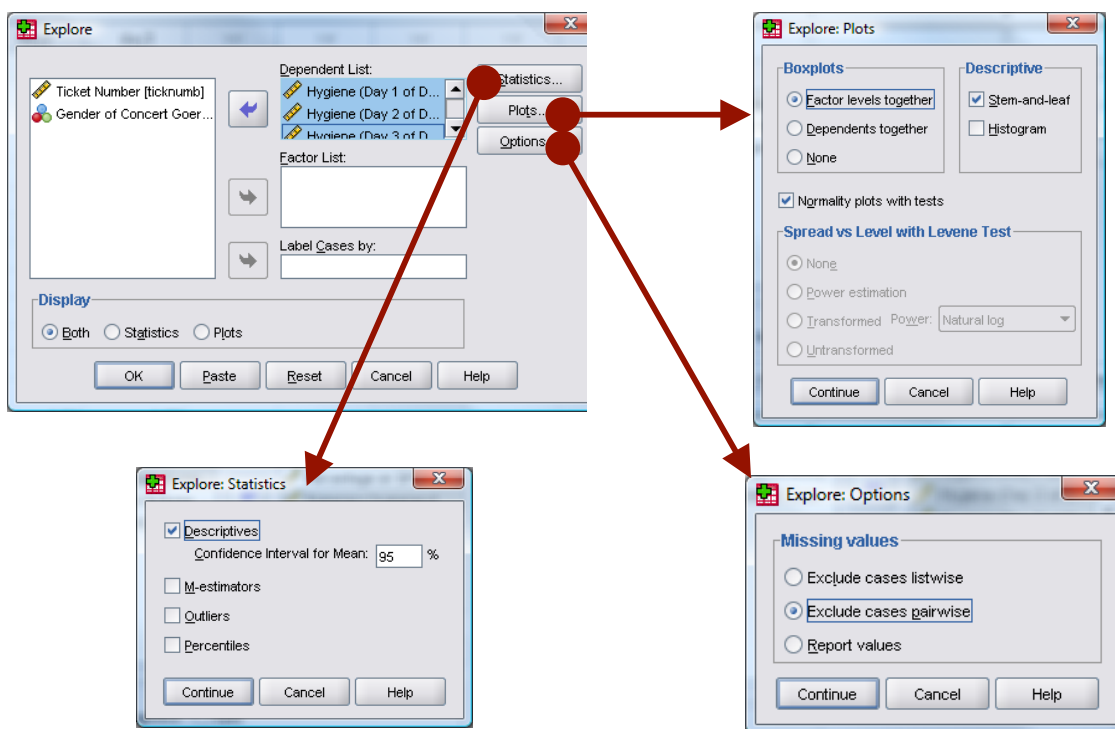 Explore
Dependent List:
Ticket Number [ticknumb]
Gender of Concert Goer...
Hygiene (Day 1 of D...
Hygiene (Day 2 of D...
Hygiene (Day 3 of D...
Statistics...
Plots...
Options
Factor List:
Label Cases by:
Display
Both
Statistics
Plots
OK
Paste
Reset
Cancel
Help
Explore: Plots
Boxplots
Factor levels together
Dependents together
None
Descriptive
Stem-and-leaf
Histogram
Normality plots with tests
Spread vs Level with Levene Test
None
Power estimation
Transformed Power: Natural log
Untransformed
Continue
Cancel
Help
Explore: Statistics
Descriptives
Confidence Interval for Mean: 95 %
M-estimators
Outliers
Percentiles
Continue
Cancel
Help
Explore: Options
Missing values
Exclude cases listwise
Exclude cases pairwise
Report values
Continue
Cancel
Help